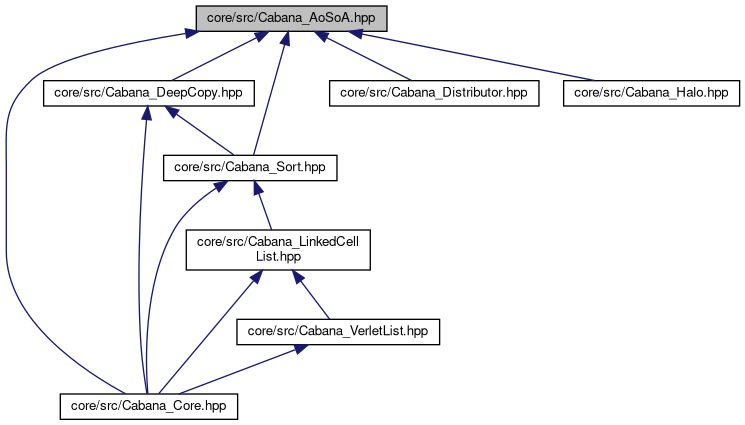 core/src/Cabana_AoSoA.hpp
core/src/Cabana_DeepCopy.hpp
core/src/Cabana_Distributor.hpp
core/src/Cabana_Halo.hpp
core/src/Cabana_Sort.hpp
core/src/Cabana_LinkedCell
List.hpp
core/src/Cabana_VerletList.hpp
core/src/Cabana_Core.hpp